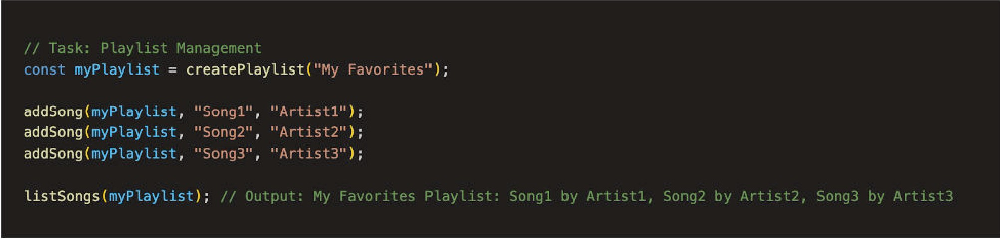 // Task: Playlist Management
const myPlaylist = createPlaylist("My Favorites");
addSong(myPlaylist, "Song1", "Artist1");
addSong(myPlaylist, "Song2", "Artist2");
addSong(myPlaylist, "Song3", "Artist3");
listSongs(myPlaylist); // Output: My Favorites Playlist: Song1 by Artist1, Song2 by Artist2, Song3 by Artist3